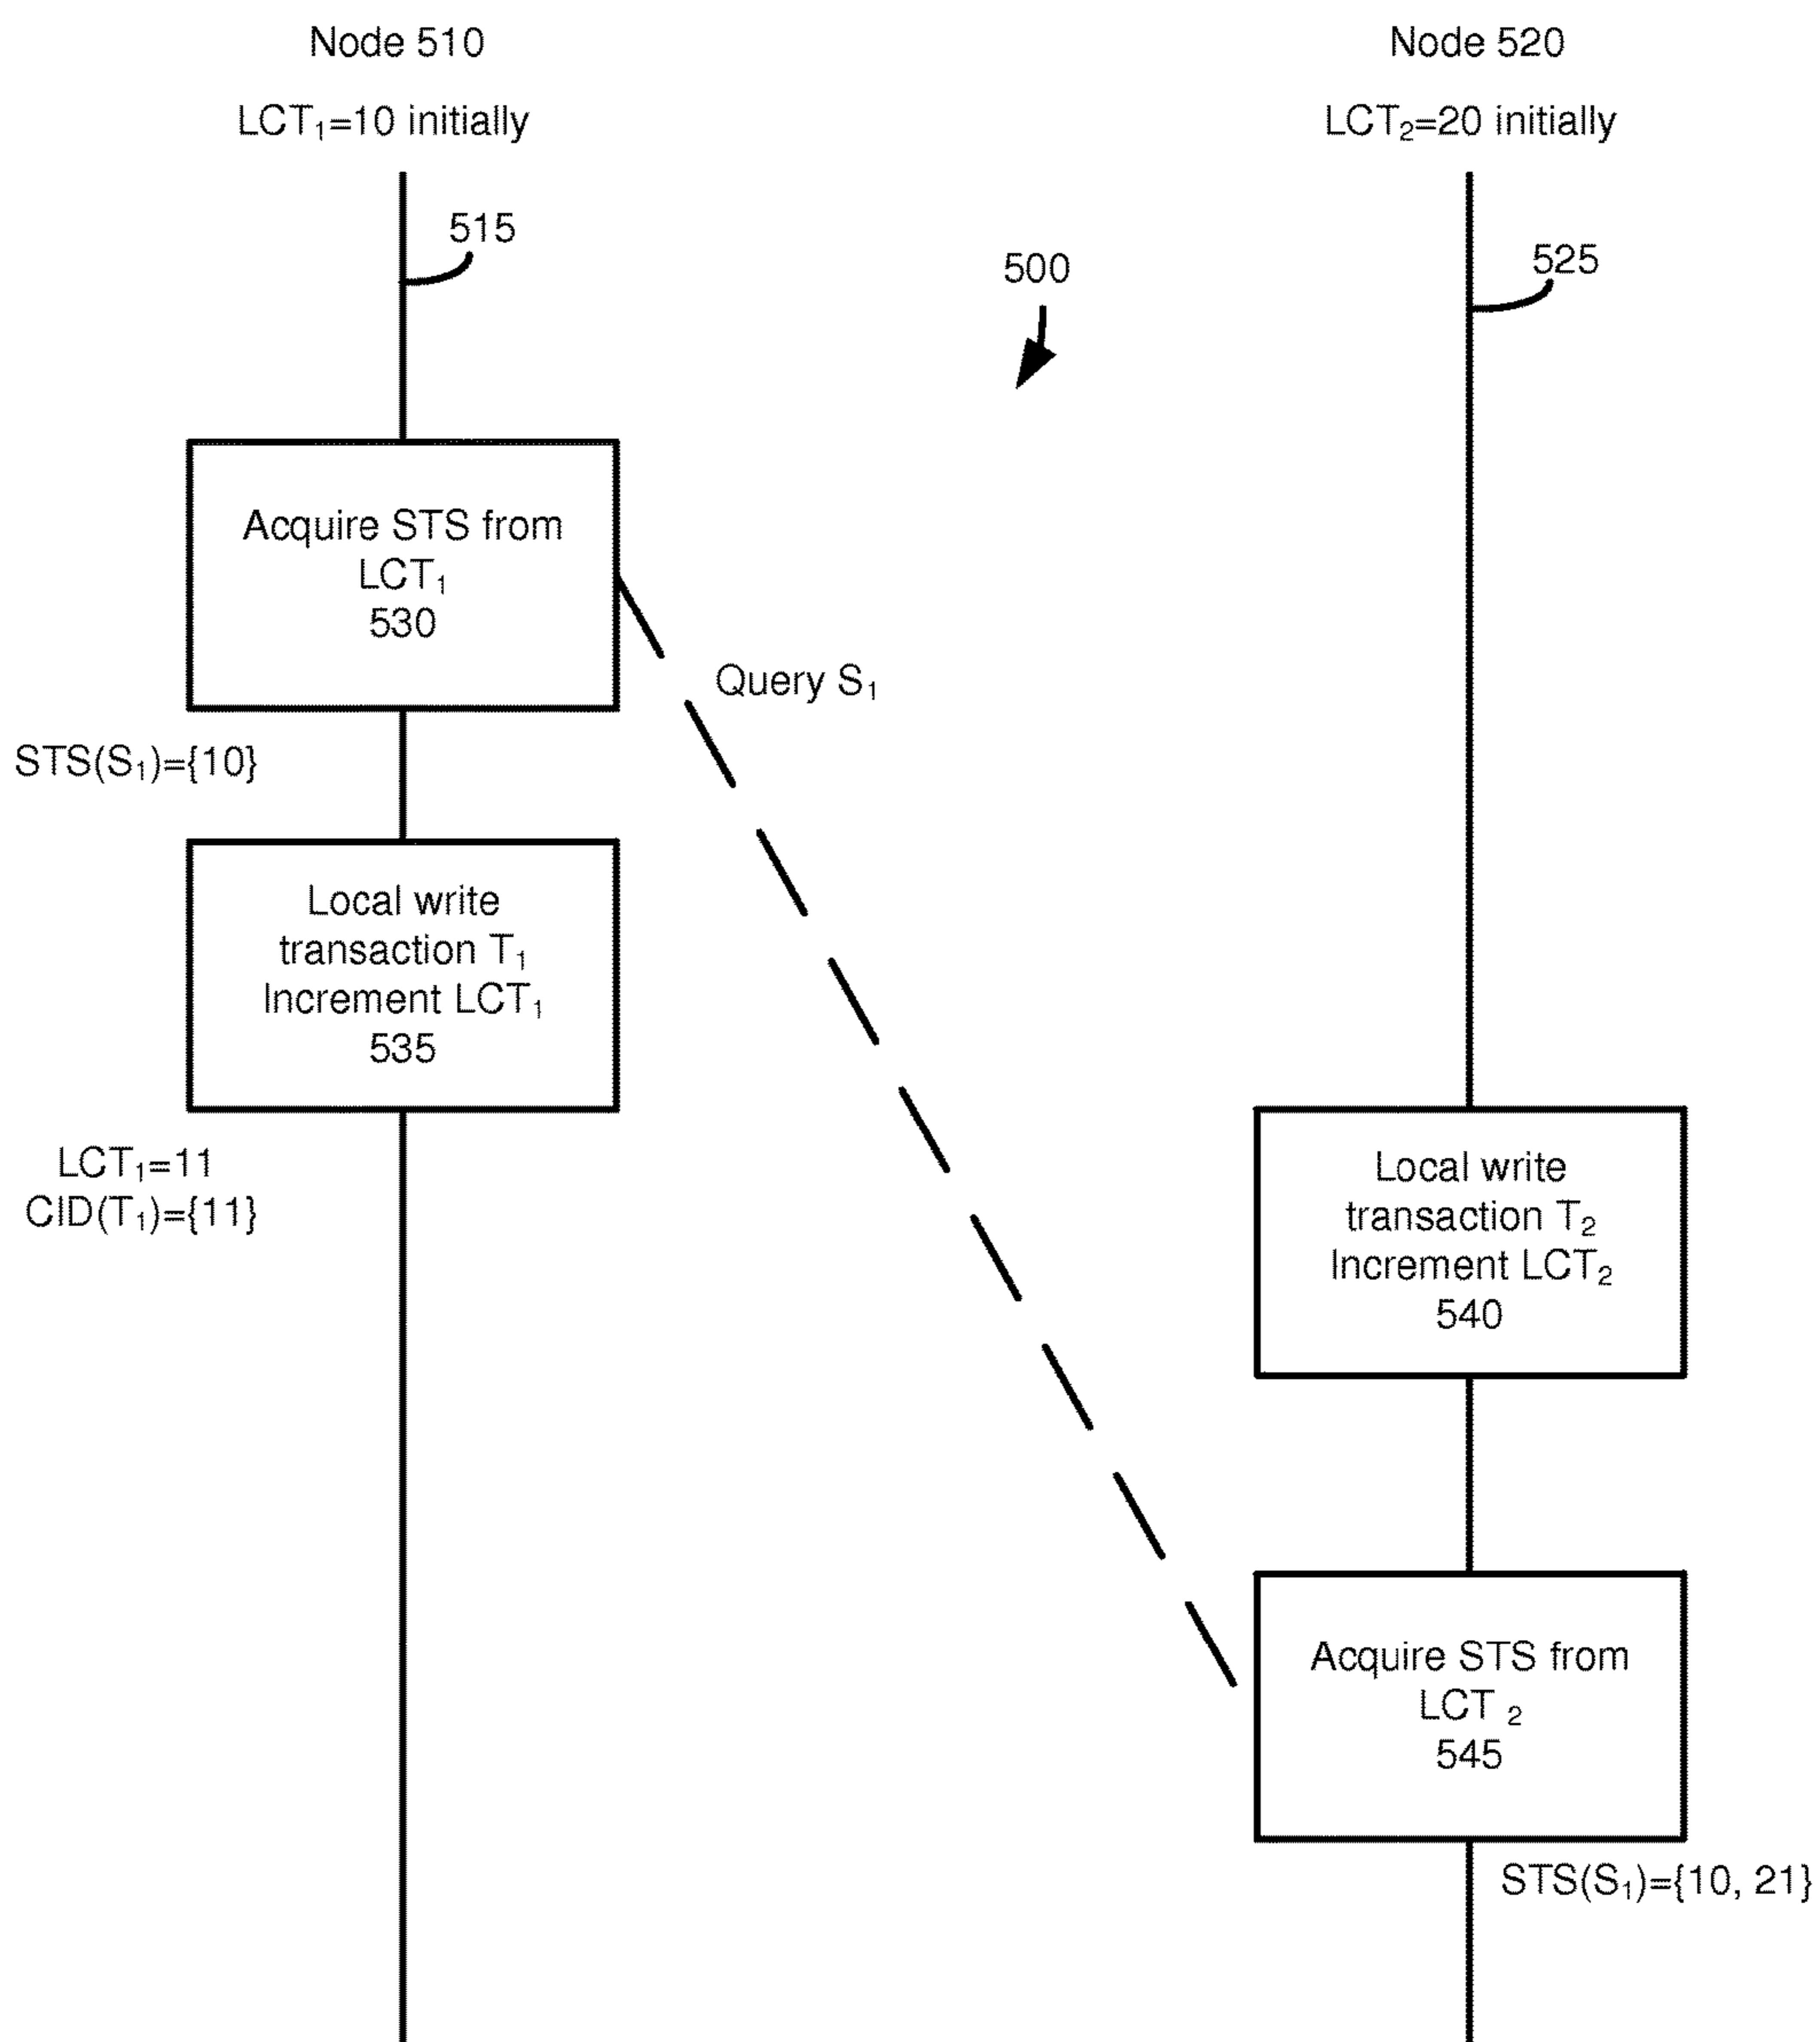 Node 510
Node 520
LCT₁=10 initially
LCT₂=20 initially
515
525
500
Acquire STS from
LCT₁
530
Query S₁
STS(S₁)={10}
Local write
transaction T₁
Increment LCT₁
535
LCT₁=11
CID(T₁)={11}
Local write
transaction T₂
Increment LCT₂
540
Acquire STS from
LCT ₂
545
STS(S₁)={10, 21}